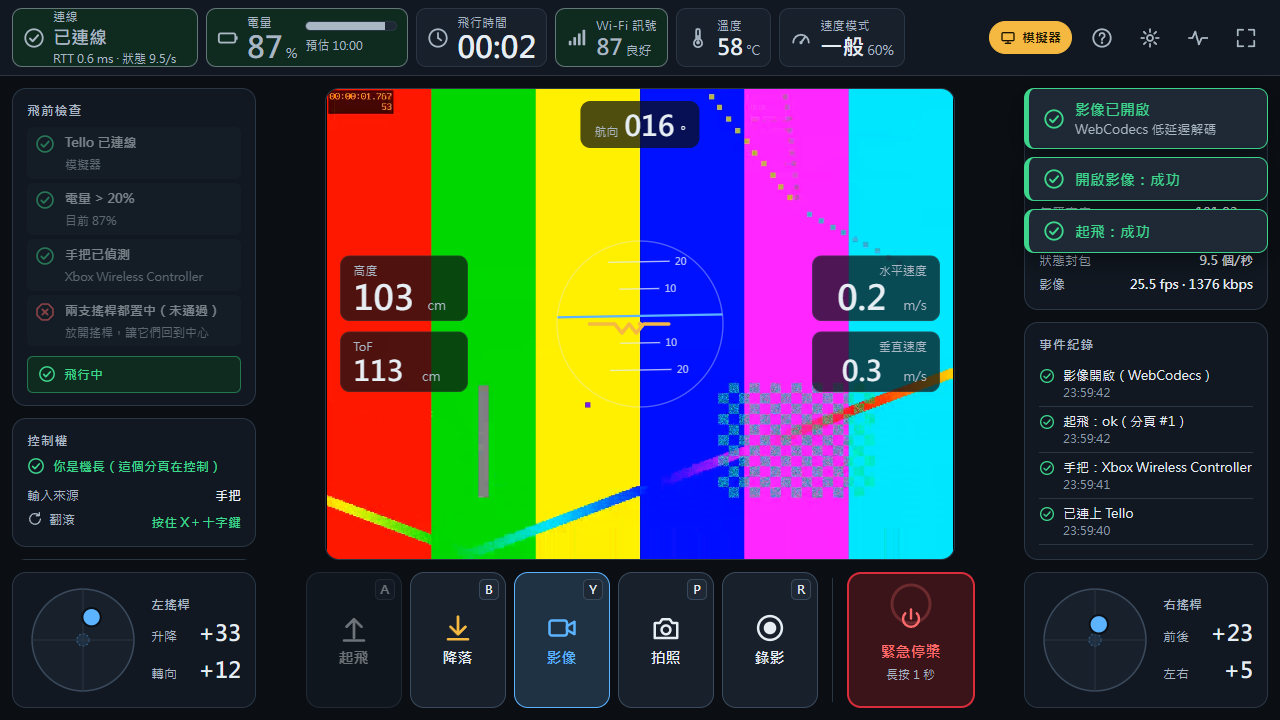 連線
已連線
RTT 0.6 ms · 狀態 9.5/s
電量
87 %
預估 10:00
飛行時間
00:02
Wi-Fi 訊號
87 良好
溫度
58 °C
速度模式
一般 60%
模擬器
飛前檢查
Tello 已連線
模擬器
電量 > 20%
目前 87%
手把已偵測
Xbox Wireless Controller
兩支搖桿都置中（未通過）
放開搖桿，讓它們回到中心
飛行中
控制權
你是機長（這個分頁在控制）
輸入來源
手把
翻滾
按住 X＋十字鍵
00:00:01.767
53
航向 016 °
高度
103 cm
ToF
113 cm
20
10
10
20
水平速度
0.2 m/s
垂直速度
0.3 m/s
影像已開啟
WebCodecs 低延遲解碼
開啟影像：成功
起飛：成功
狀態封包
9.5 個/秒
影像
25.5 fps · 1376 kbps
事件紀錄
影像開啟（WebCodecs）
23:59:42
起飛：ok（分頁 #1）
23:59:42
手把：Xbox Wireless Controller
23:59:41
已連上 Tello
23:59:40
左搖桿
升降 +33
轉向 +12
A
起飛
B
降落
Y
影像
P
拍照
R
錄影
緊急停槳
長按 1 秒
右搖桿
前後 +23
左右 +5